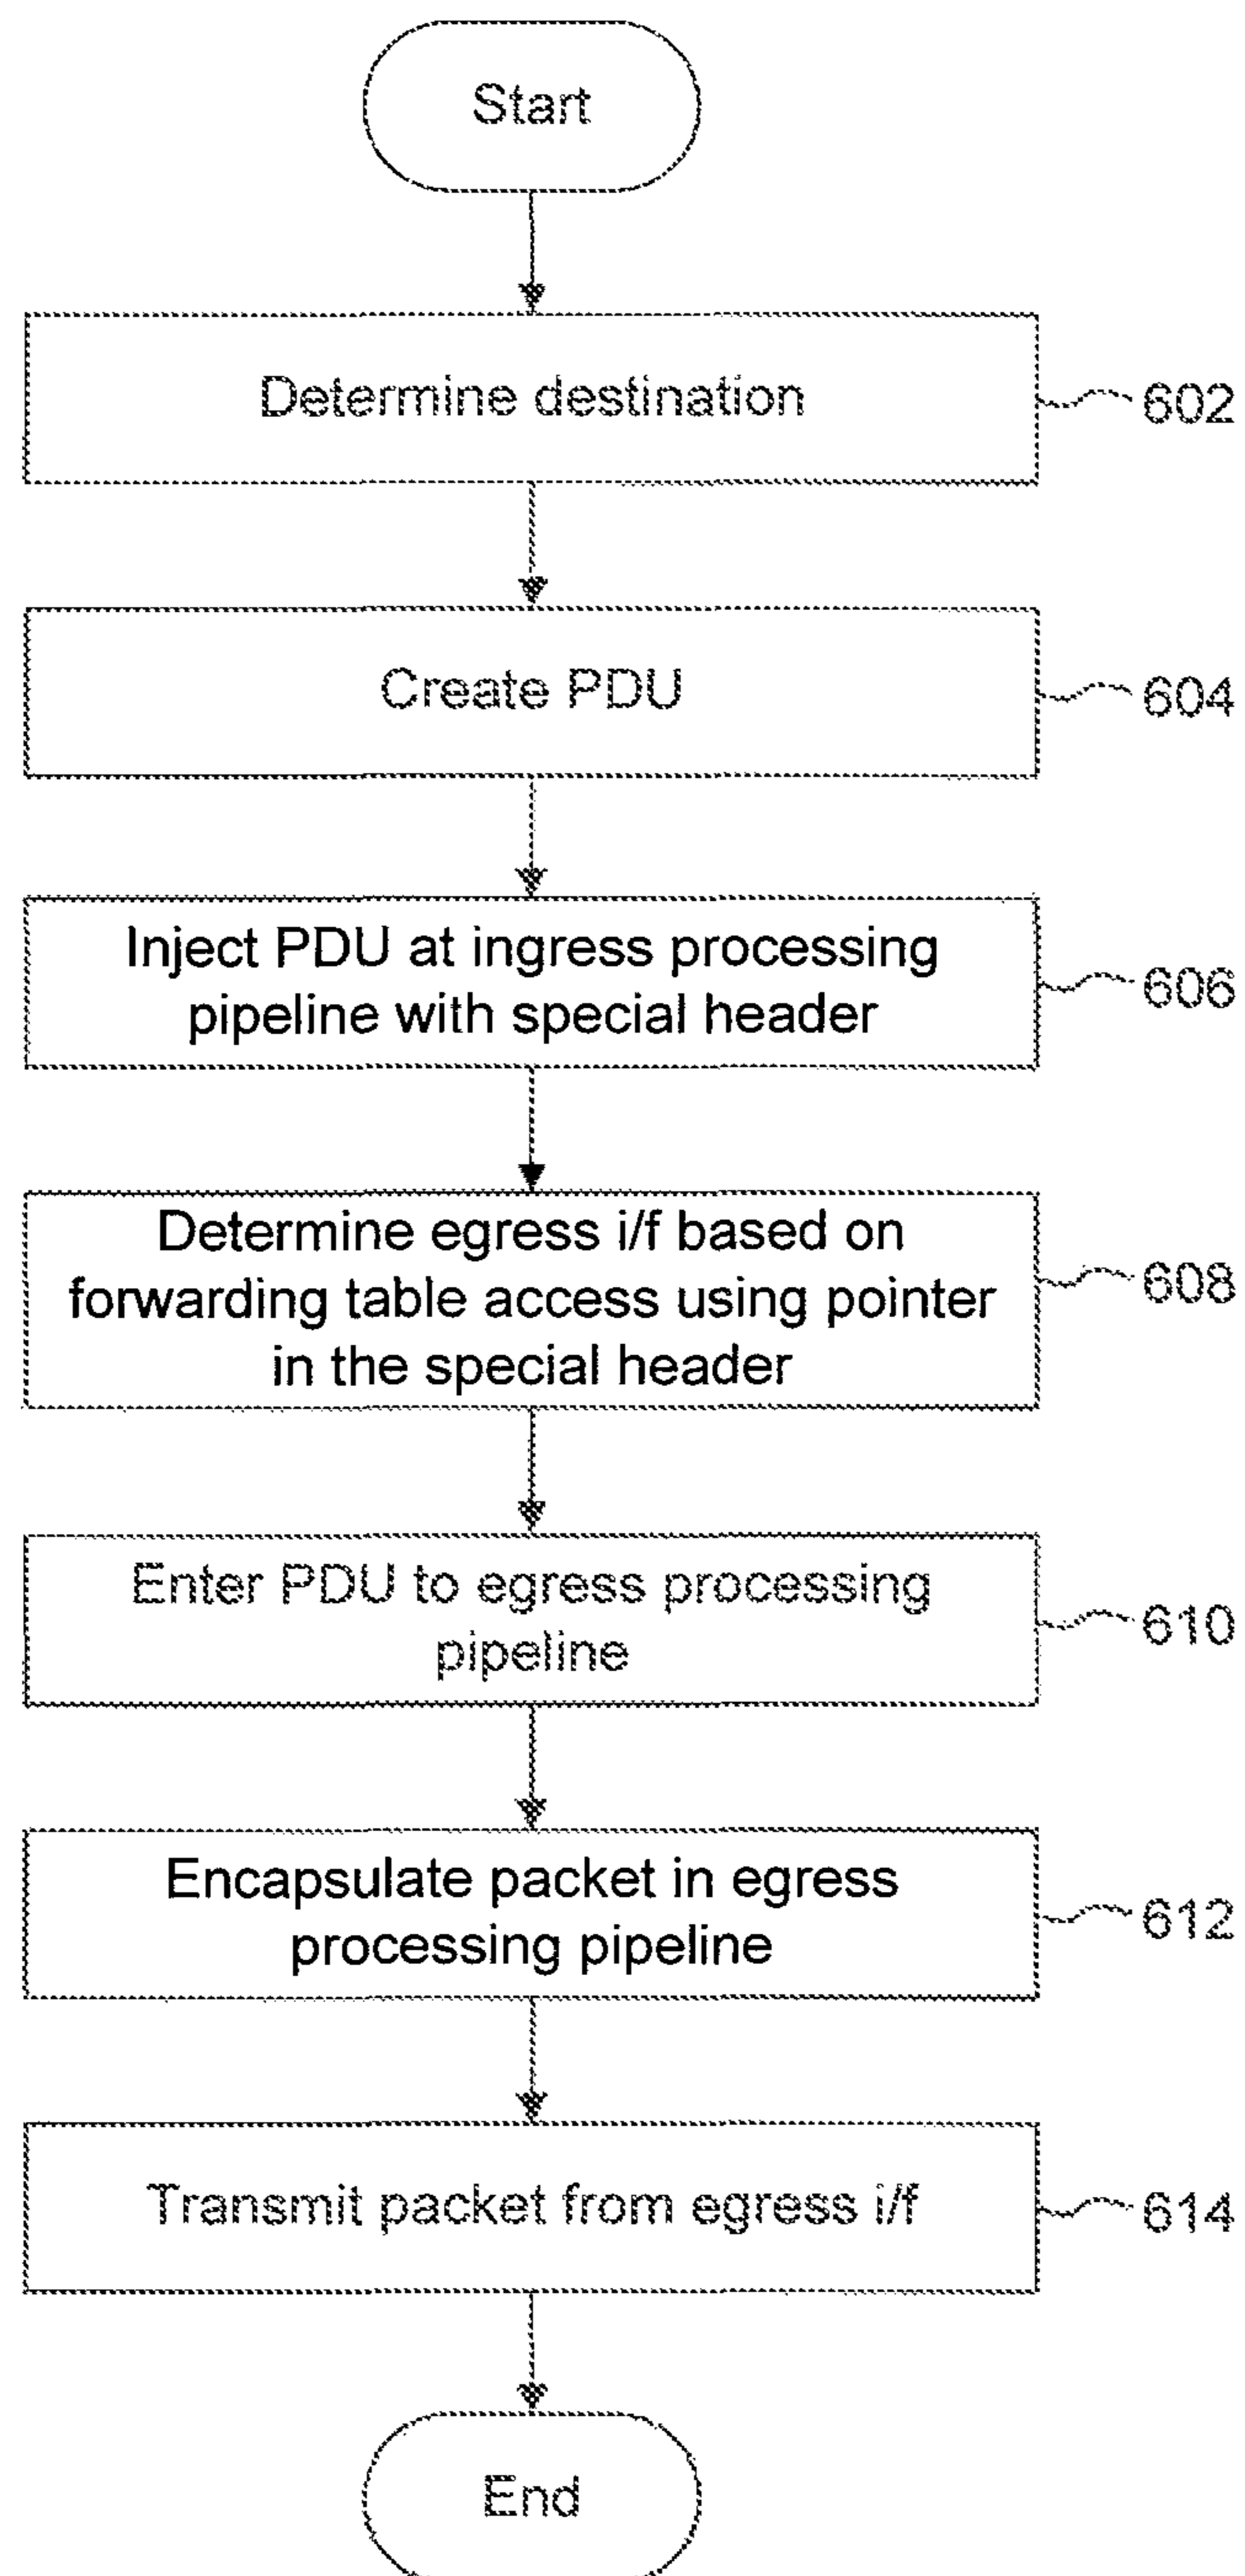 Start
Determine destination
602
Create PDU
604
Inject PDU at ingress processing
pipeline with special header
606
Determine egress i/f based on
forwarding table access using pointer
in the special header
608
Enter PDU to egress processing
pipeline
610
Encapsulate packet in egress
processing pipeline
612
Transmit packet from egress i/f
614
End